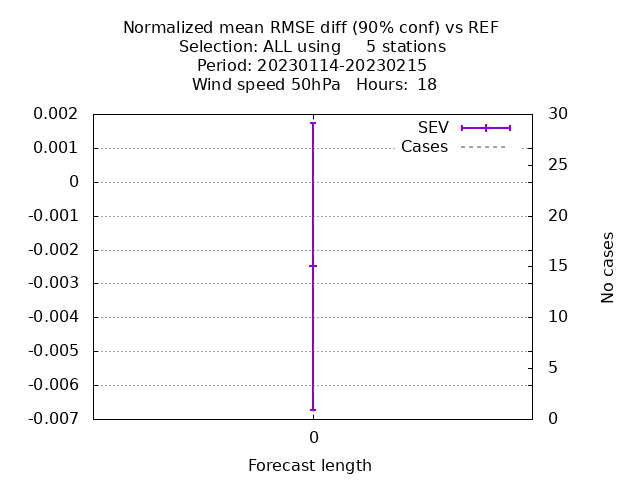 Normalized mean RMSE diff (90% conf) vs REF
Selection: ALL using     5 stations
Period: 20230114-20230215
Wind speed 50hPa   Hours:  18
SEV
Cases
0.002
0.001
0
-0.001
-0.002
-0.003
-0.004
-0.005
-0.006
-0.007
30
25
20
15
10
5
0
No cases
0
Forecast length